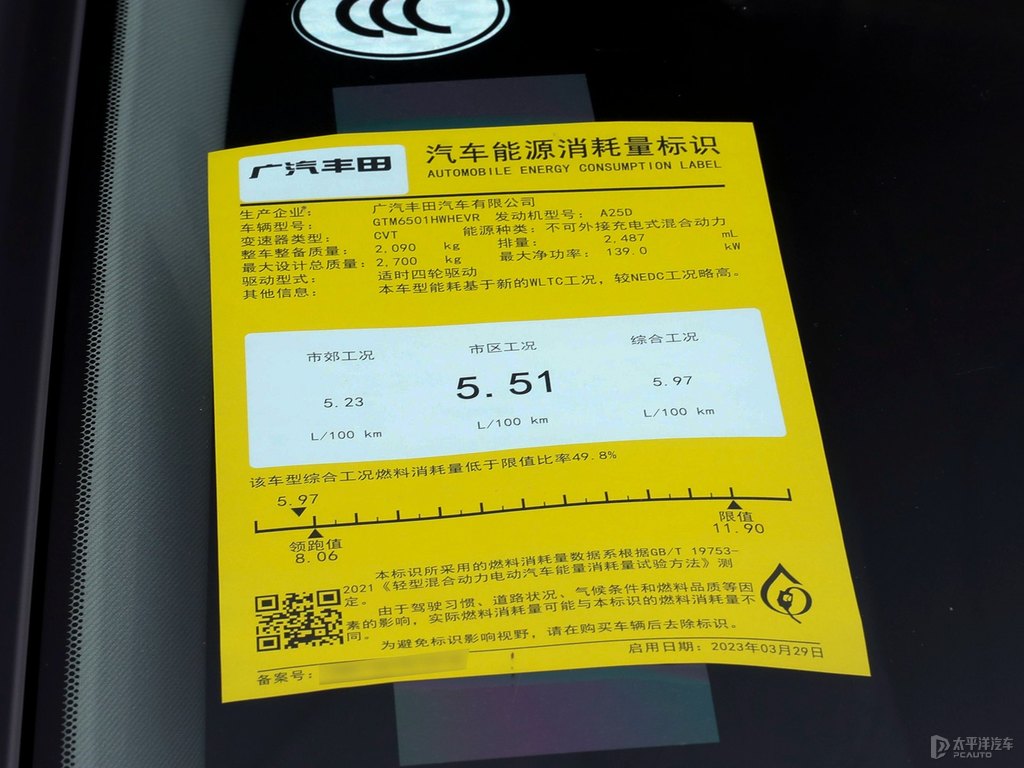 广汽丰田
汽车能源消耗量标识
AUTOMOBILE ENERGY CONSUMPTION LABEL
生产企业： 广汽丰田汽车有限公司
车辆型号： GTM6501HWHEVR 发动机型号： A25D
变速器类型： CVT 能源种类：不可外接充电式混合动力
整车整备质量： 2,090 kg 排量： 2,487 mL
最大设计总质量： 2,700 kg 最大净功率： 139.0 kW
驱动型式： 适时四轮驱动
其他信息： 本车型能耗基于新的WLTC工况，较NEDC工况略高。
市郊工况 市区工况 综合工况
5.23 5.51 5.97
L/100 km L/100 km L/100 km
该车型综合工况燃料消耗量低于限值比率49.8%
5.97
领跑值 限值
8.06 11.90
本标识所采用的燃料消耗量数据系根据GB/T 19753-
2021《轻型混合动力电动汽车能量消耗量试验方法》测
定。
由于驾驶习惯、道路状况、气候条件和燃料品质等因
素的影响，实际燃料消耗量可能与本标识的燃料消耗量不
同。
为避免标识影响视野，请在购买车辆后去除标识。
备案号： 启用日期：2023年03月29日
太平洋汽车
PCAUTO